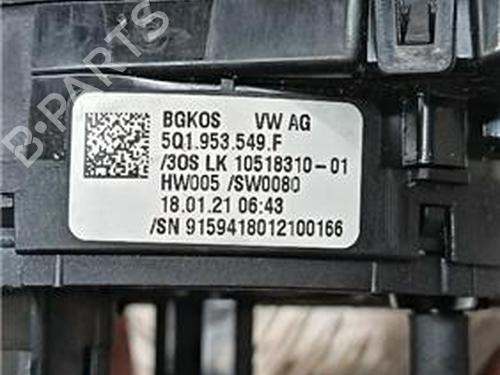 BGKOS VW AG
5Q1.953.549.F
/30S LK 10518310-01
HW005 /SW0080
18.01.21 06:43
/SN 9159418012100166
B-PARTS